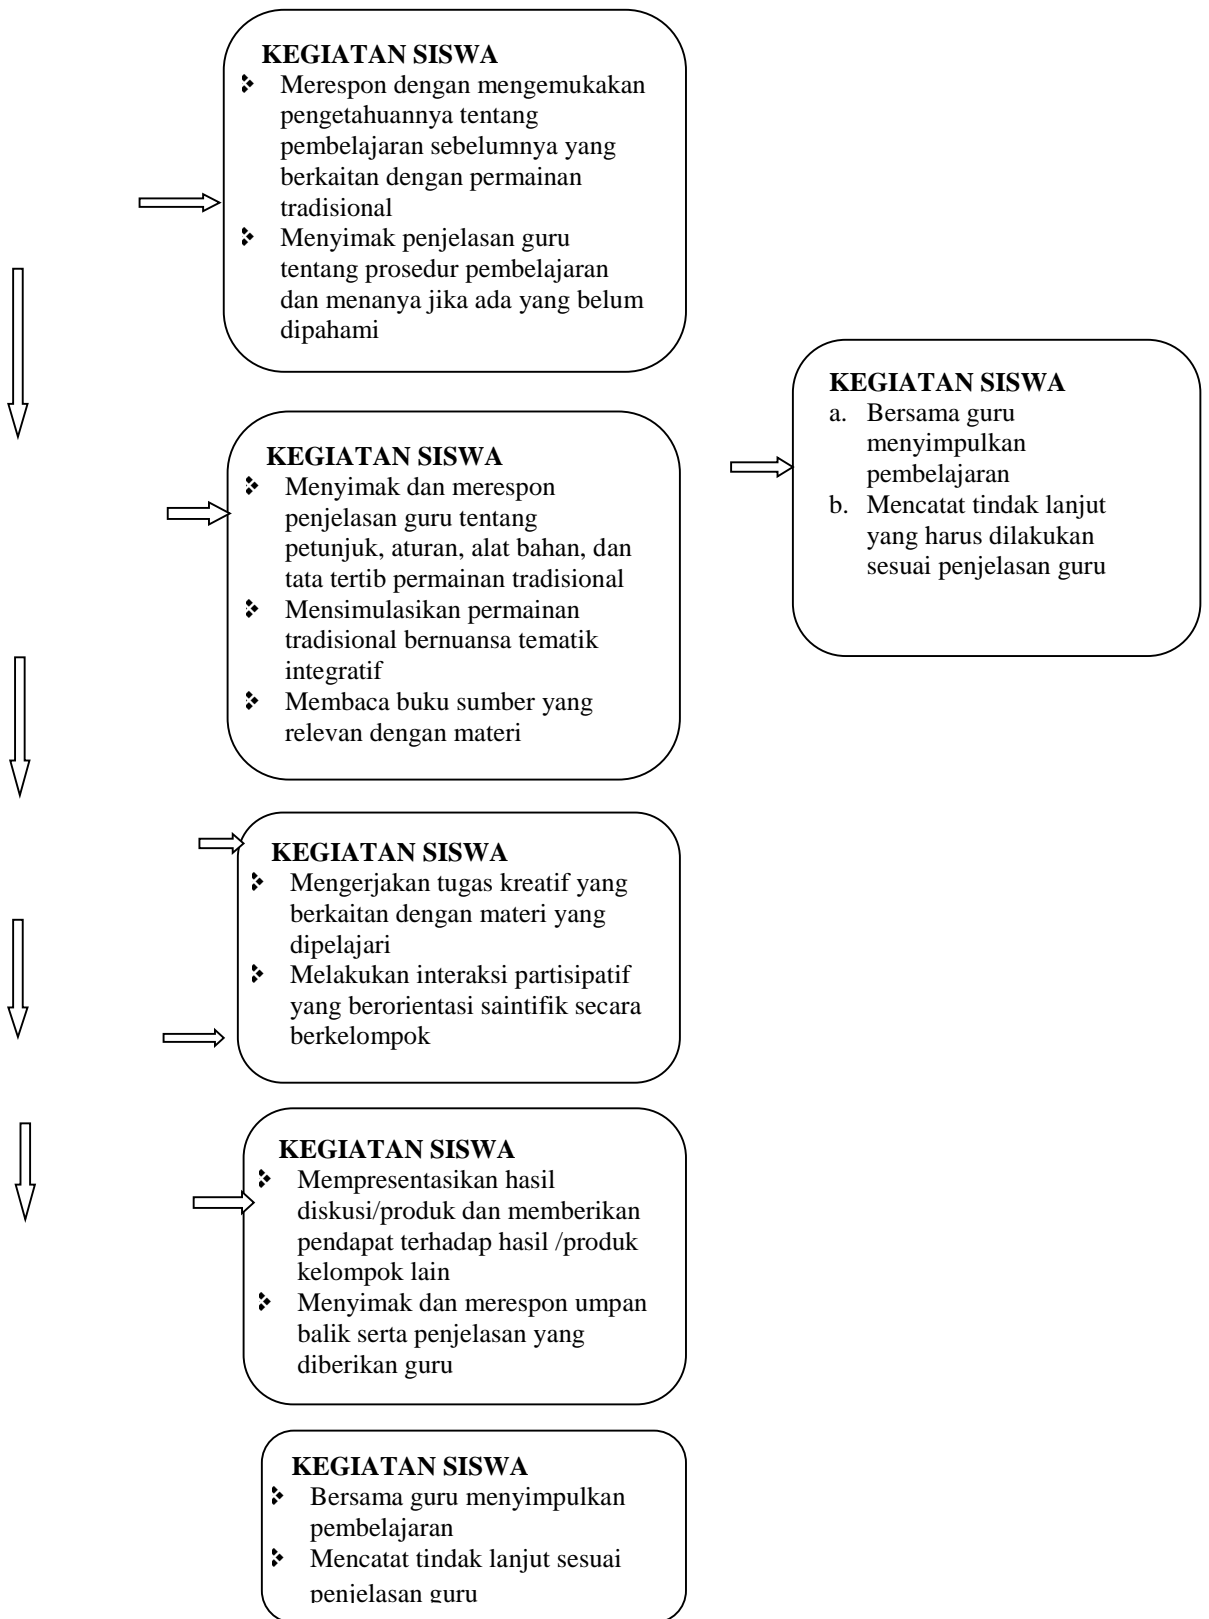 KEGIATAN SISWA
❖ Merespon dengan mengemukakan
pengetahuannya tentang
pembelajaran sebelumnya yang
berkaitan dengan permainan
tradisional
❖ Menyimak penjelasan guru
tentang prosedur pembelajaran
dan menanya jika ada yang belum
dipahami
KEGIATAN SISWA
❖ Menyimak dan merespon
penjelasan guru tentang
petunjuk, aturan, alat bahan, dan
tata tertib permainan tradisional
❖ Mensimulasikan permainan
tradisional bernuansa tematik
integratif
❖ Membaca buku sumber yang
relevan dengan materi
KEGIATAN SISWA
❖ Mengerjakan tugas kreatif yang
berkaitan dengan materi yang
dipelajari
❖ Melakukan interaksi partisipatif
yang berorientasi saintifik secara
berkelompok
KEGIATAN SISWA
❖ Mempresentasikan hasil
diskusi/produk dan memberikan
pendapat terhadap hasil /produk
kelompok lain
❖ Menyimak dan merespon umpan
balik serta penjelasan yang
diberikan guru
KEGIATAN SISWA
❖ Bersama guru menyimpulkan
pembelajaran
❖ Mencatat tindak lanjut sesuai
penjelasan guru
KEGIATAN SISWA
a. Bersama guru
menyimpulkan
pembelajaran
b. Mencatat tindak lanjut
yang harus dilakukan
sesuai penjelasan guru